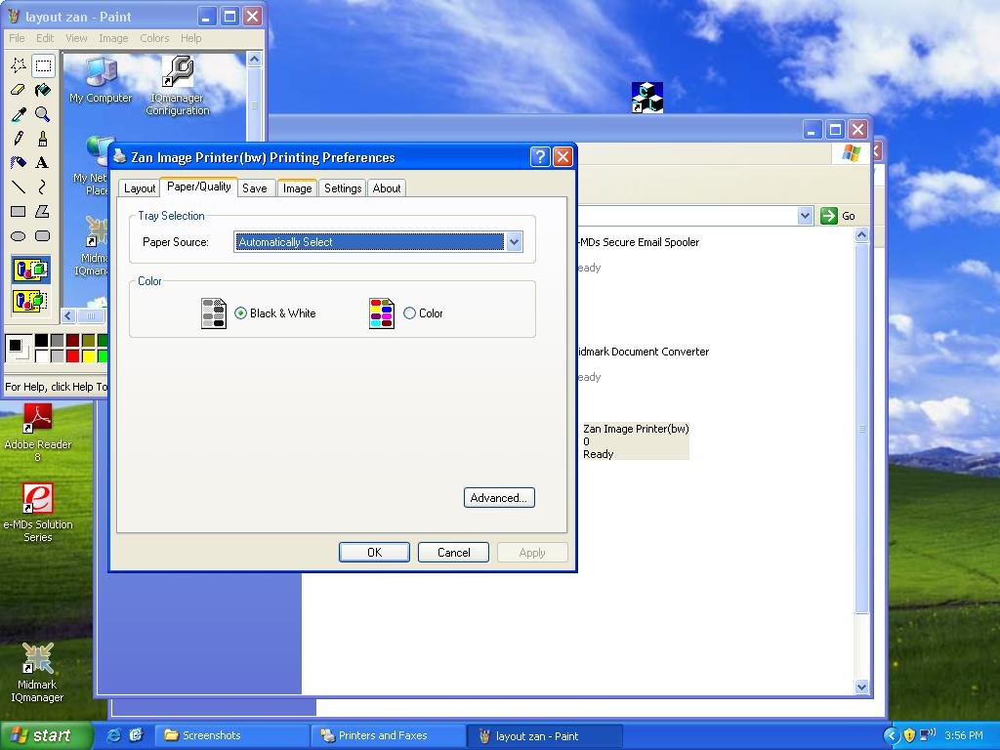 layout zan - Paint
File Edit View Image Colors Help
My Computer
IQmanager
Configuration
My Net
Place
Midma
IQman
For Help, click Help To
Zan Image Printer(bw) Printing Preferences
Layout Paper/Quality Save Image Settings About
Tray Selection
Paper Source: Automatically Select
Color
Black & White Color
Advanced...
OK Cancel Apply
Go
-MDs Secure Email Spooler
eady
idmark Document Converter
eady
Zan Image Printer(bw)
0
Ready
Adobe Reader
8
e-MDs Solution
Series
Midmark
IQmanager
start Screenshots Printers and Faxes layout zan - Paint 3:56 PM